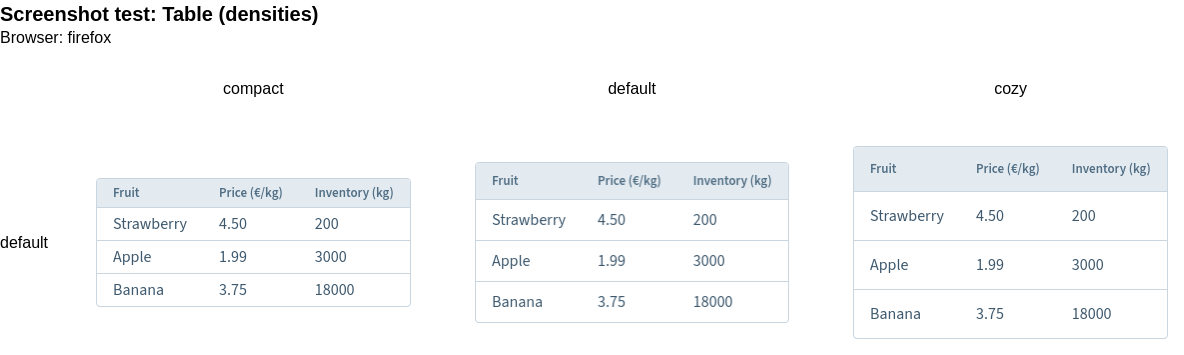 Screenshot test: Table (densities)
Browser: firefox
compact default cozy
default
Fruit Price (€/kg) Inventory (kg)
Strawberry 4.50 200
Apple 1.99 3000
Banana 3.75 18000
Fruit Price (€/kg) Inventory (kg)
Strawberry 4.50 200
Apple 1.99 3000
Banana 3.75 18000
Fruit Price (€/kg) Inventory (kg)
Strawberry 4.50 200
Apple 1.99 3000
Banana 3.75 18000